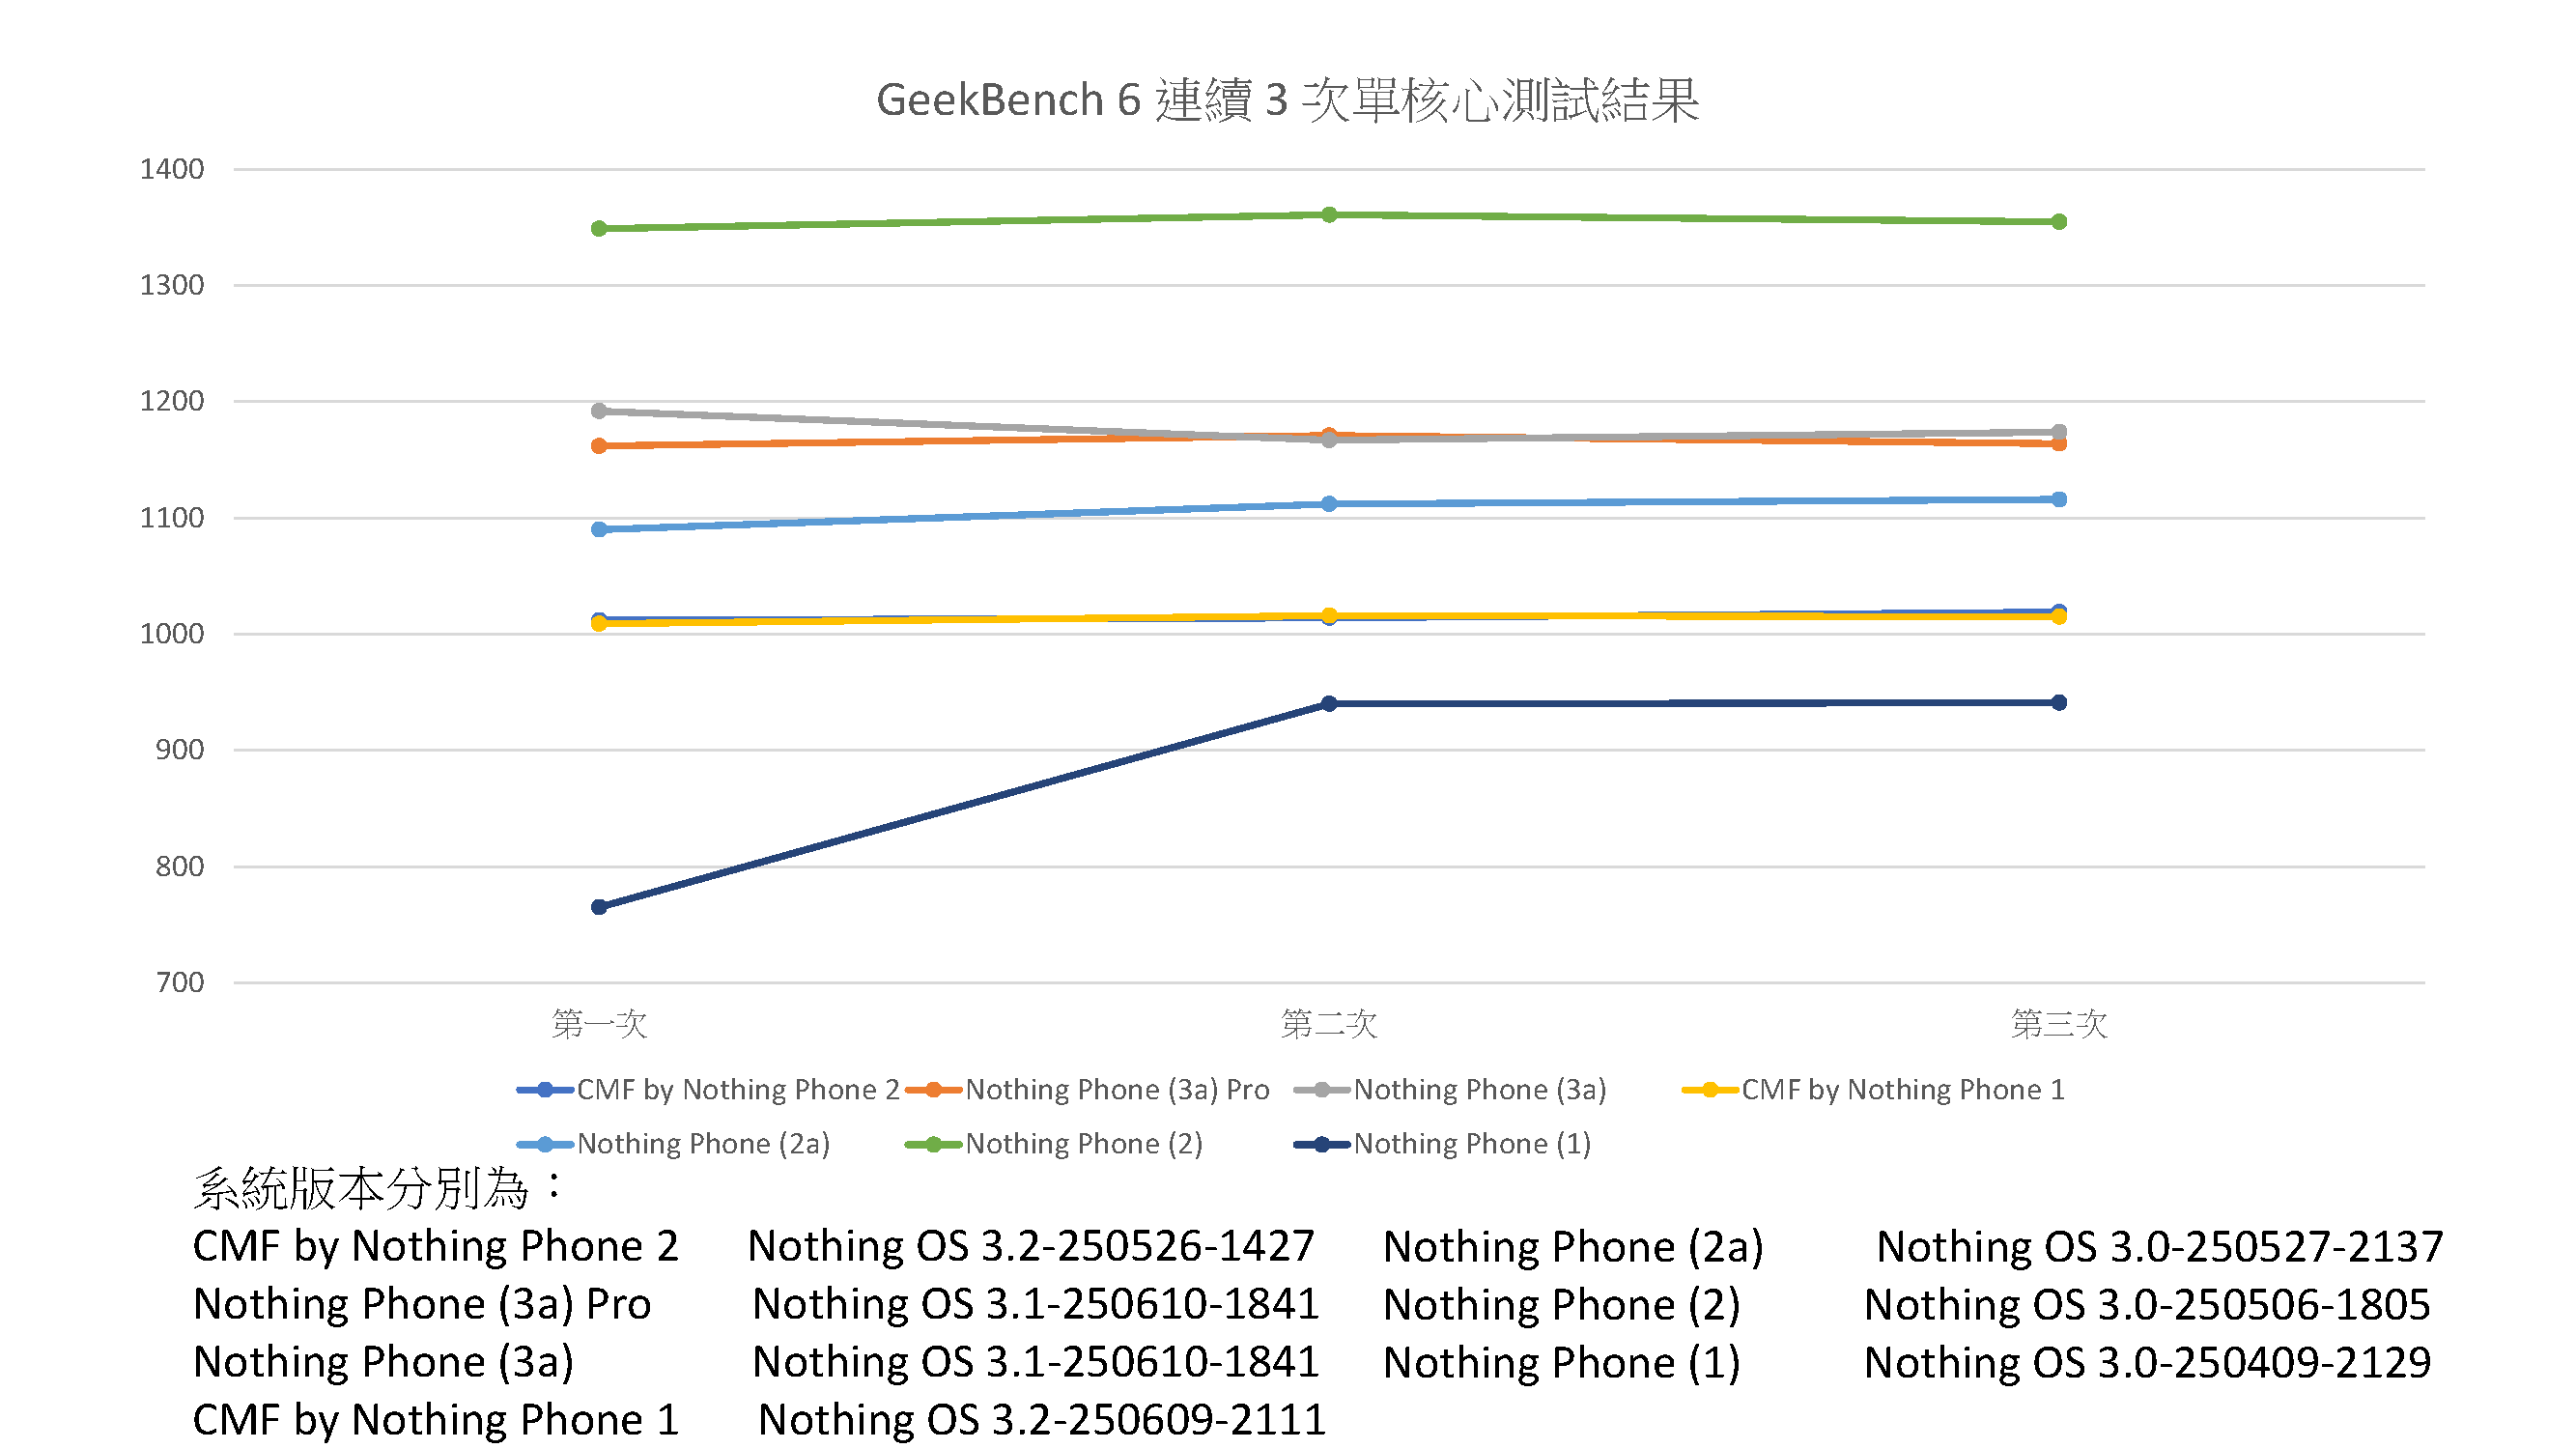 GeekBench 6 連續 3 次單核心測試結果
1400
1300
1200
1100
1000
900
800
700
第一次 第二次 第三次
CMF by Nothing Phone 2 Nothing Phone (3a) Pro Nothing Phone (3a) CMF by Nothing Phone 1
Nothing Phone (2a) Nothing Phone (2) Nothing Phone (1)
系統版本分別為：
CMF by Nothing Phone 2 Nothing OS 3.2-250526-1427 Nothing Phone (2a) Nothing OS 3.0-250527-2137
Nothing Phone (3a) Pro Nothing OS 3.1-250610-1841 Nothing Phone (2) Nothing OS 3.0-250506-1805
Nothing Phone (3a) Nothing OS 3.1-250610-1841 Nothing Phone (1) Nothing OS 3.0-250409-2129
CMF by Nothing Phone 1 Nothing OS 3.2-250609-2111